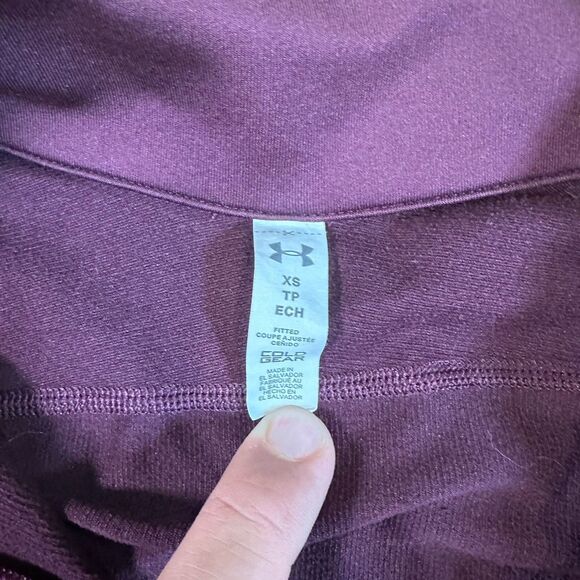 XS
TP
ECH
FITTED
COUPE AJUSTÉE
CEÑIDO
COLD
GEAR
MADE IN
EL SALVADOR
FABRIQUÉ AU
EL SALVADOR
HECHO EN
EL SALVADOR